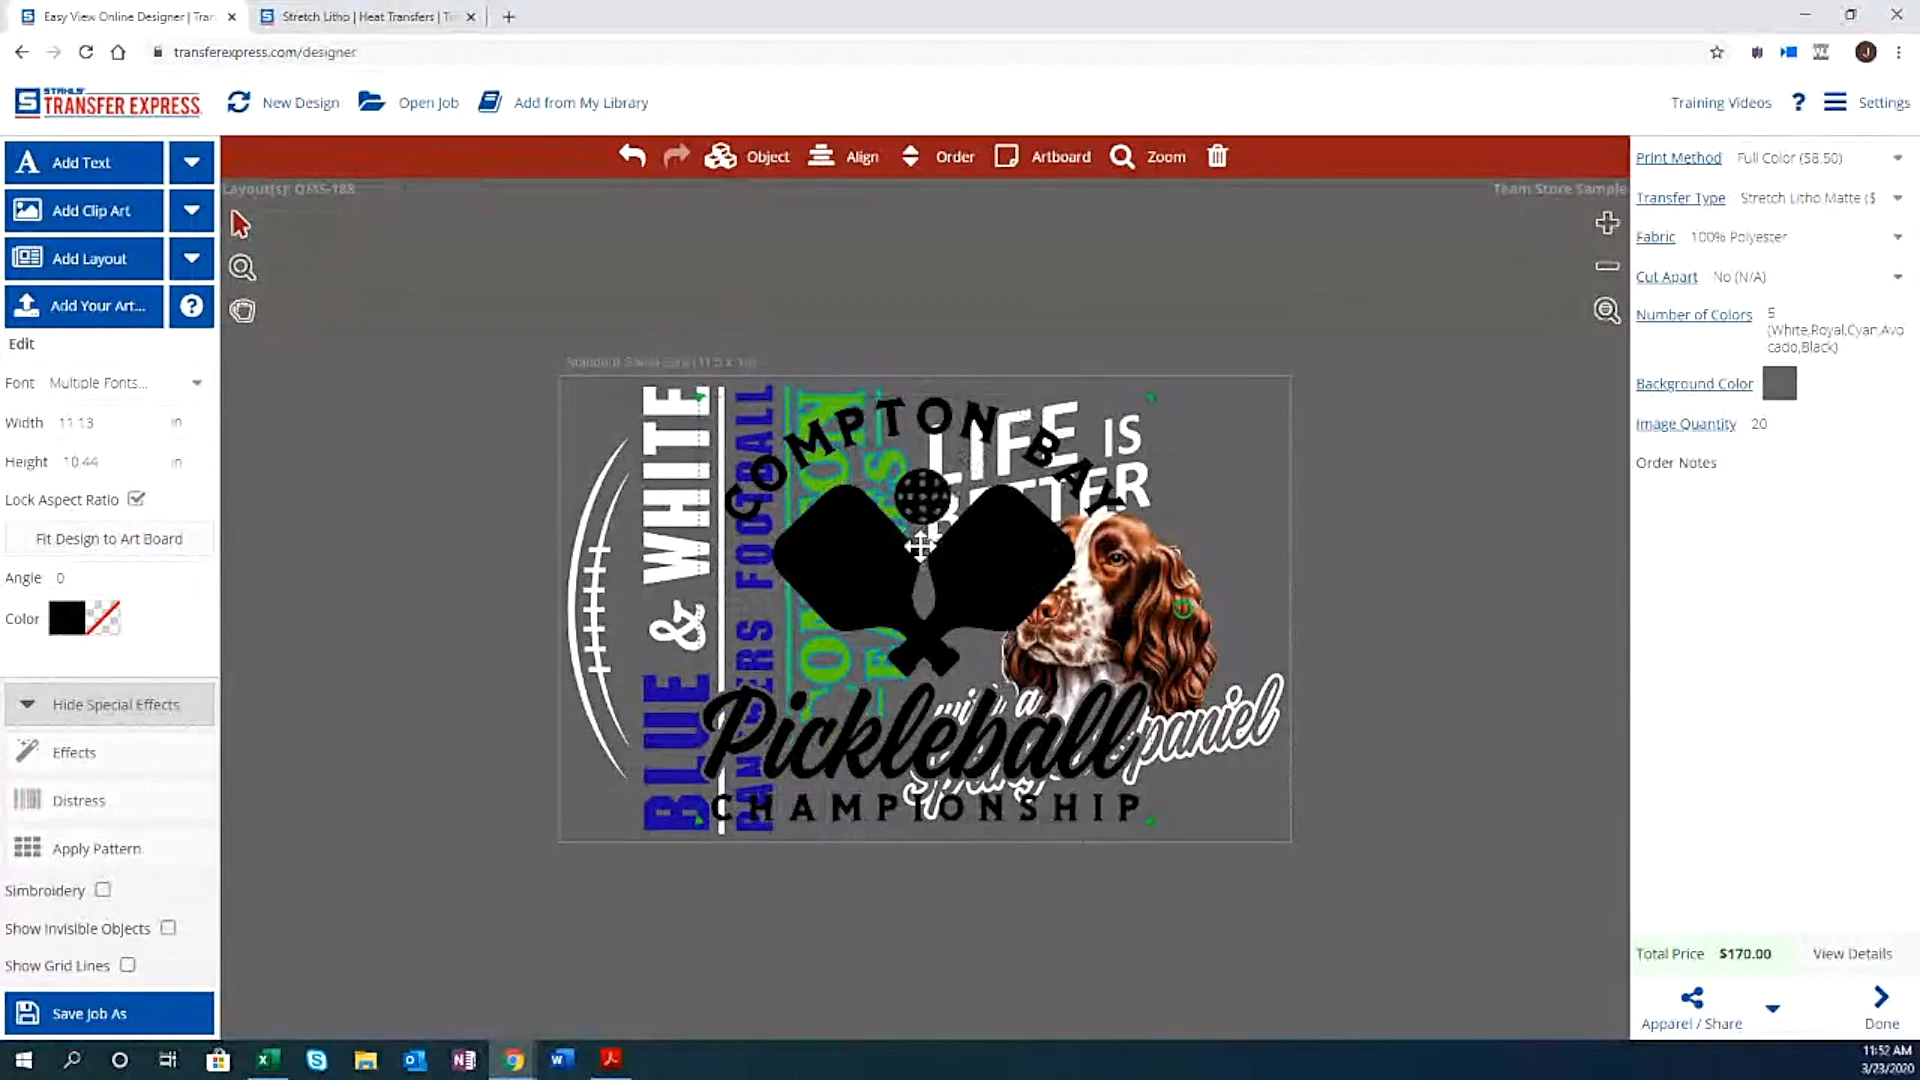 Easy View Online Designer | Tran
Stretch Litho | Heat Transfers | Tr
transferexpress.com/designer
J
STAHLS'
TRANSFER EXPRESS.
New Design
Open Job
Add from My Library
Training Videos
?
Settings
Add Text
Add Clip Art
Add Layout
Add Your Art...
?
Edit
Font Multiple Fonts...
Width 11.13 in
Height 10.44 in
Lock Aspect Ratio
Fit Design to Art Board
Angle 0
Color
Hide Special Effects
Effects
Distress
Apply Pattern
Simbroidery
Show Invisible Objects
Show Grid Lines
Save Job As
Object
Align
Order
Artboard
Zoom
Layout(s): QMS-188
Team Store Sample
BLUE & WHITE
FOOTBALL
COMPTON BAY
Pickleball
CHAMPIONSHIP
LIFE IS
BETTER
with a
Print Method Full Color ($8.50)
Transfer Type Stretch Litho Matte ($
Fabric 100% Polyester
Cut Apart No (N/A)
Number of Colors 5
(White,Royal,Cyan,Avo
cado,Black)
Background Color
Image Quantity 20
Order Notes
Total Price $170.00 View Details
Apparel / Share
Done
11:52 AM
3/23/2020